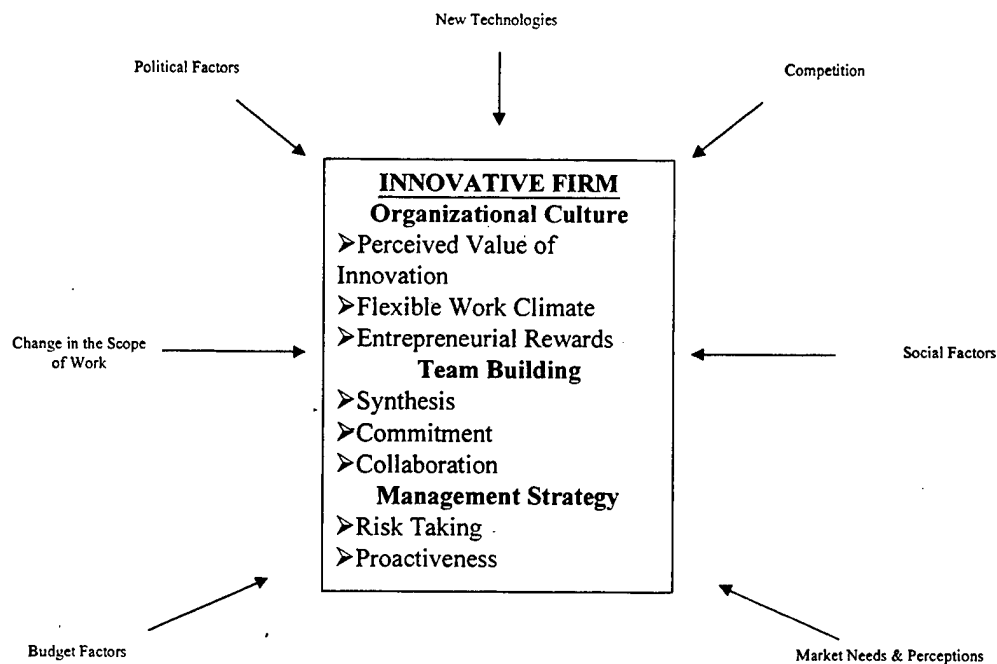 New Technologies
Political Factors
Competition
INNOVATIVE FIRM
Organizational Culture
➢Perceived Value of
Innovation
➢Flexible Work Climate
➢Entrepreneurial Rewards
Team Building
➢Synthesis
➢Commitment
➢Collaboration
Management Strategy
➢Risk Taking
➢Proactiveness
Change in the Scope
of Work
Social Factors
Budget Factors
Market Needs & Perceptions